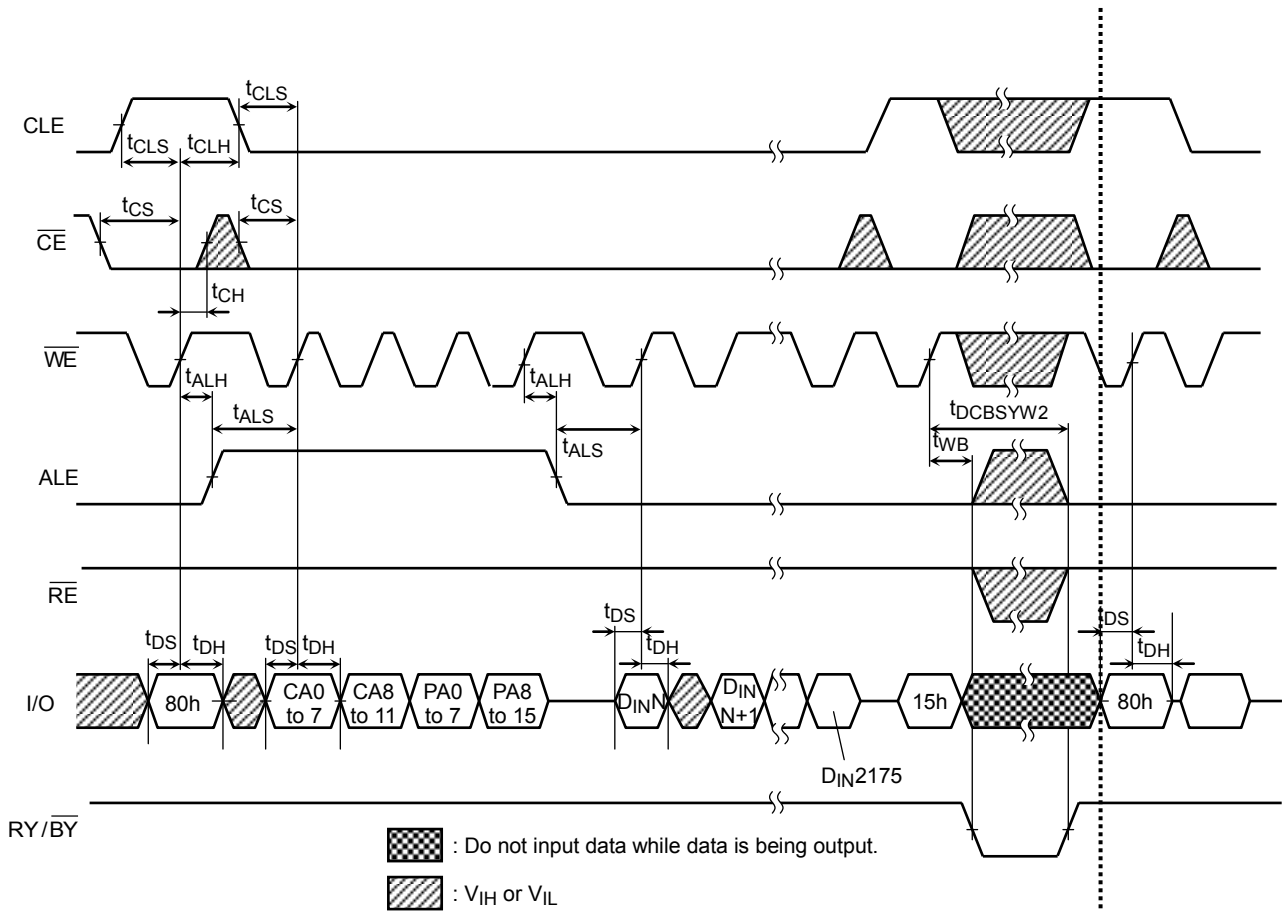 CLE
tCLS
tCLS
tCLH
CE
tCS
tCS
tCH
WE
tALH
tALH
tDCBSYW2
tALS
tALS
tWB
ALE
RE
tDS
tDH
tDS
tDH
tDS
tDH
DS
tDH
I/O
80h
CA0 to 7
CA8 to 11
PA0 to 7
PA8 to 15
DINN
DIN N+1
15h
80h
DIN2175
RY/BY
: Do not input data while data is being output.
: VIH or VIL